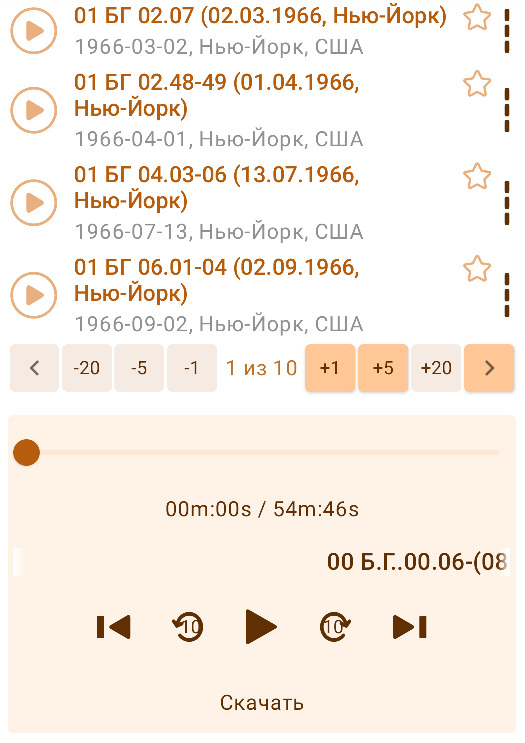 01 БГ 02.07 (02.03.1966, Нью-Йорк)
1966-03-02, Нью-Йорк, США
01 БГ 02.48-49 (01.04.1966,
Нью-Йорк)
1966-04-01, Нью-Йорк, США
01 БГ 04.03-06 (13.07.1966,
Нью-Йорк)
1966-07-13, Нью-Йорк, США
01 БГ 06.01-04 (02.09.1966,
Нью-Йорк)
1966-09-02, Нью-Йорк, США
-20 -5 -1 1 из 10 +1 +5 +20
00m:00s / 54m:46s
00 Б.Г..00.06-(08
10 10
Скачать